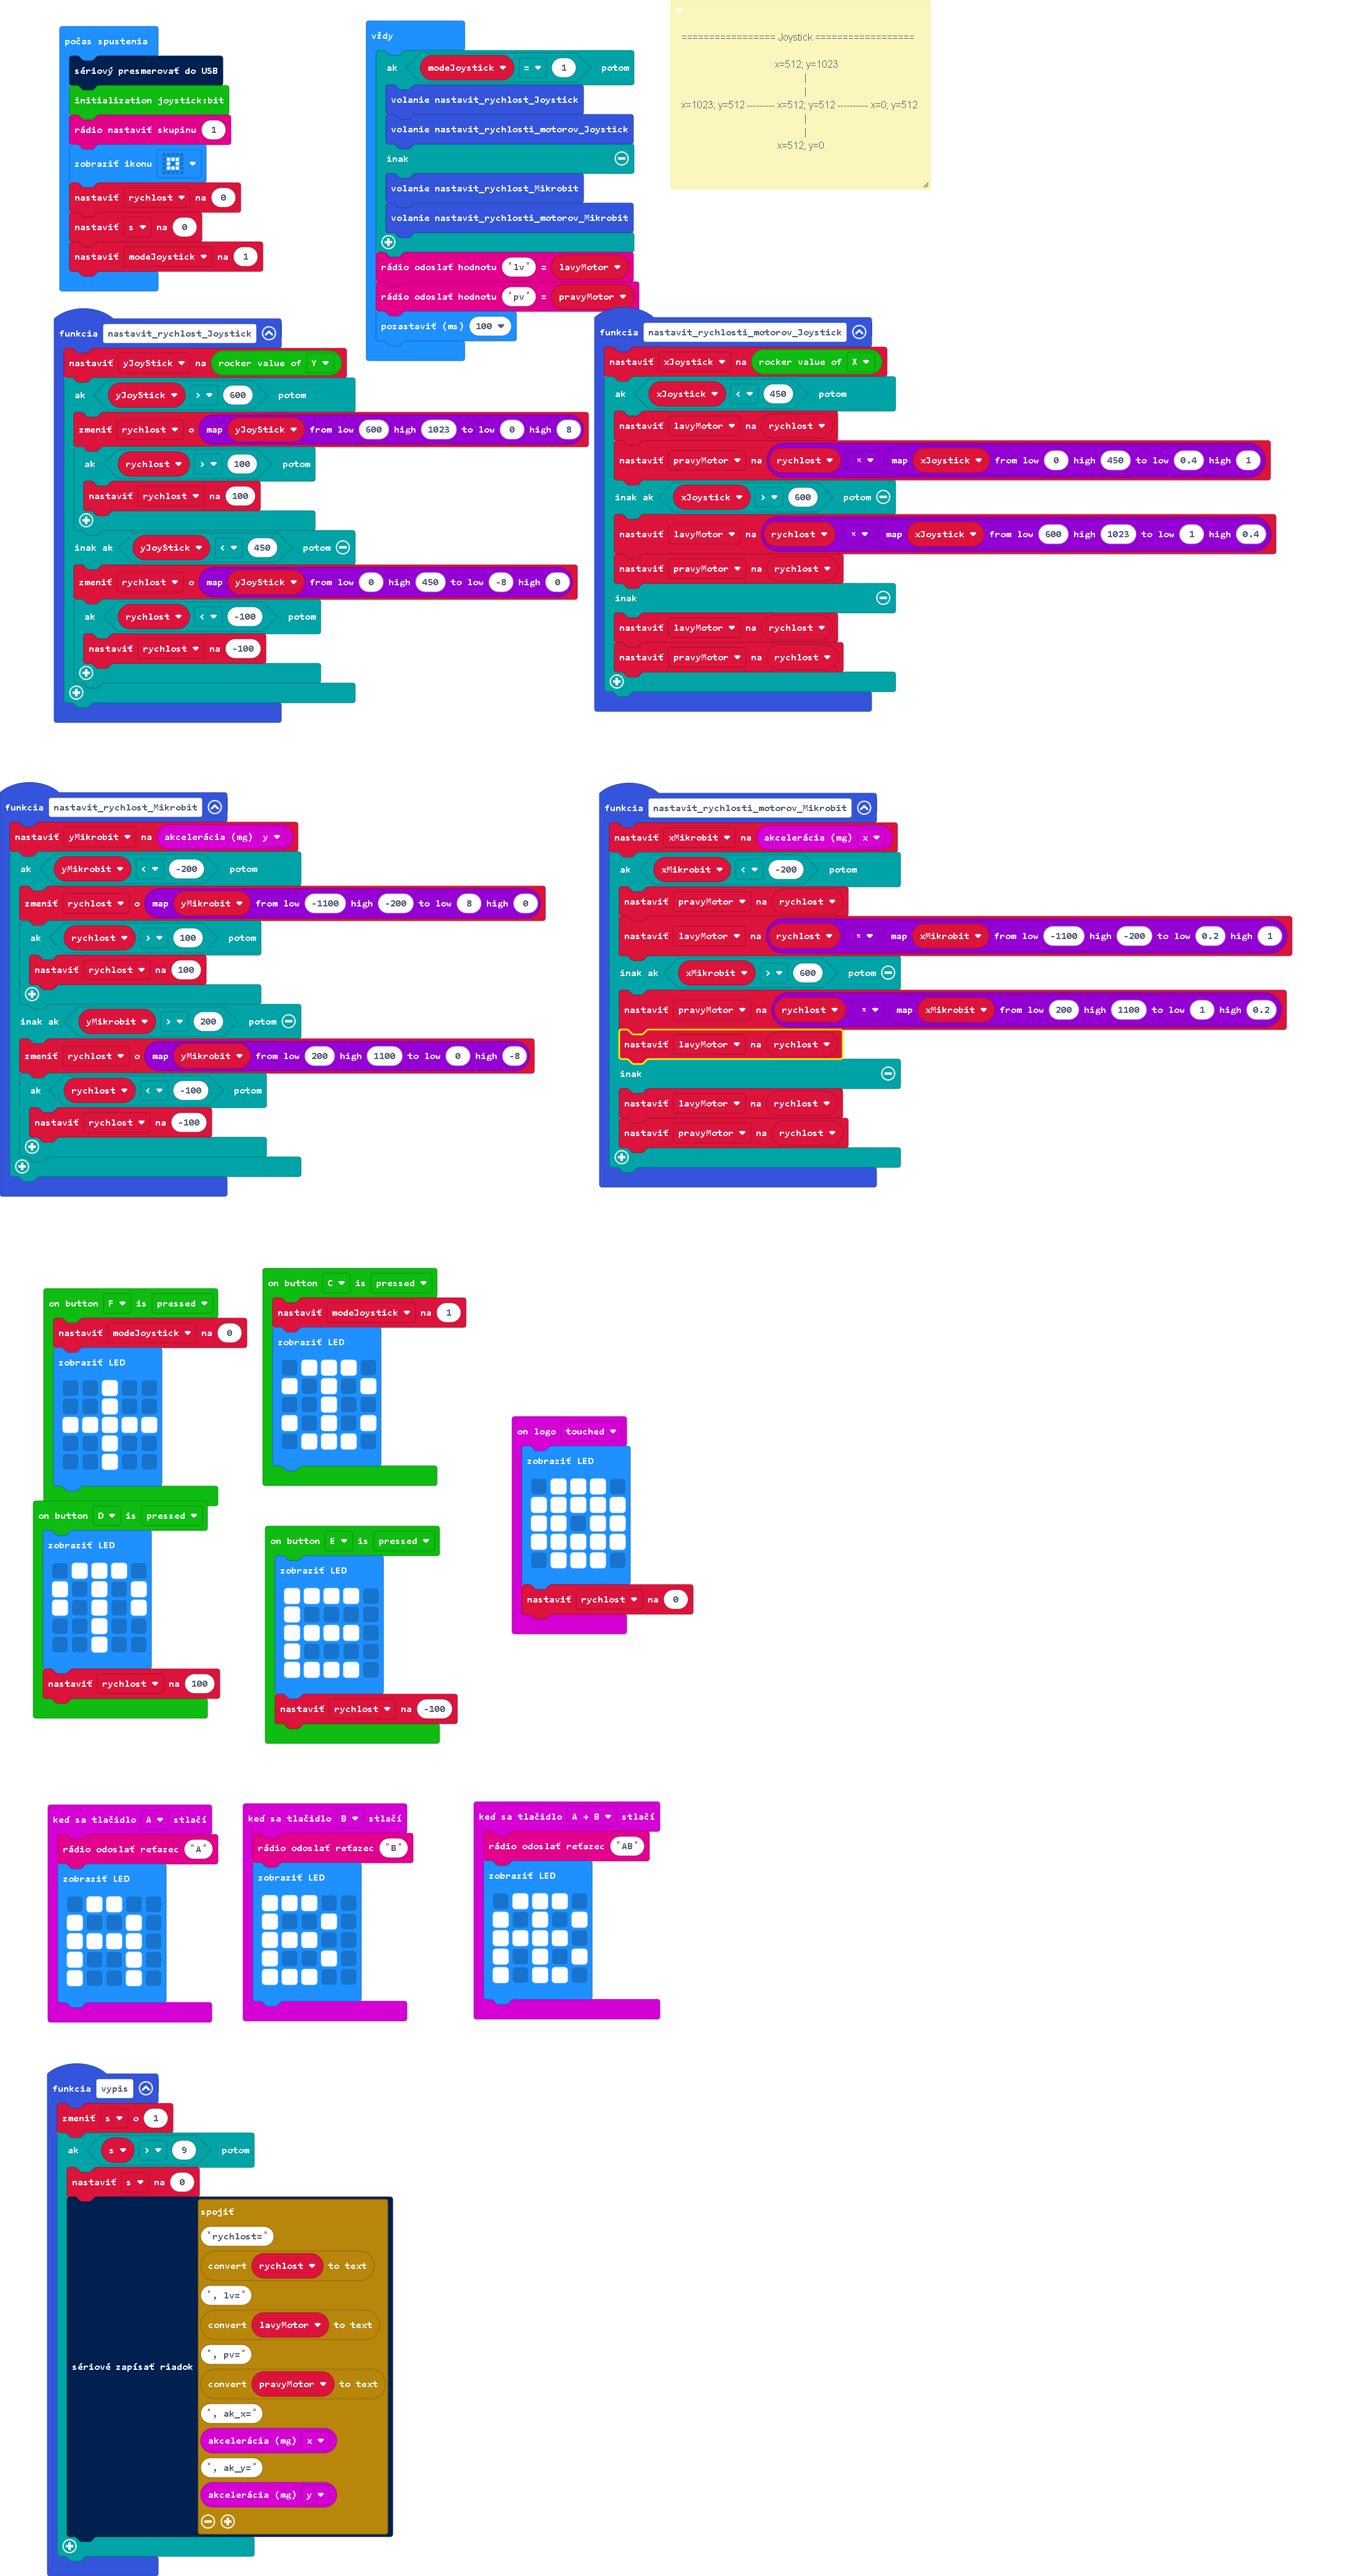 počas spustenia
sériový presmerovať do USB
initialization joystick:bit
rádio nastaviť skupinu 1
zobraziť ikonu
nastaviť rychlost na 0
nastaviť s na 0
nastaviť modeJoystick na 1
vždy
ak modeJoystick = 1 potom
volanie nastavit_rychlost_Joystick
volanie nastavit_rychlosti_motorov_Joystick
inak
volanie nastavit_rychlost_Mikrobit
volanie nastavit_rychlosti_motorov_Mikrobit
rádio odoslať hodnotu "lv" = lavyMotor
rádio odoslať hodnotu "pv" = pravyMotor
pozastaviť (ms) 100
================= Joystick ==================
x=512; y=1023
|
|
x=1023; y=512 --------- x=512; y=512 ---------- x=0; y=512
|
|
x=512; y=0
funkcia nastavit_rychlost_Joystick
nastaviť yJoyStick na rocker value of Y
ak yJoyStick > 600 potom
zmeniť rychlost o map yJoyStick from low 600 high 1023 to low 0 high 8
ak rychlost > 100 potom
nastaviť rychlost na 100
inak ak yJoyStick < 450 potom
zmeniť rychlost o map yJoyStick from low 0 high 450 to low -8 high 0
ak rychlost < -100 potom
nastaviť rychlost na -100
funkcia nastavit_rychlosti_motorov_Joystick
nastaviť xJoystick na rocker value of X
ak xJoystick < 450 potom
nastaviť lavyMotor na rychlost
nastaviť pravyMotor na rychlost × map xJoystick from low 0 high 450 to low 0.4 high 1
inak ak xJoystick > 600 potom
nastaviť lavyMotor na rychlost × map xJoystick from low 600 high 1023 to low 1 high 0.4
nastaviť pravyMotor na rychlost
inak
nastaviť lavyMotor na rychlost
nastaviť pravyMotor na rychlost
funkcia nastavit_rychlost_Mikrobit
nastaviť yMikrobit na akcelerácia (mg) y
ak yMikrobit < -200 potom
zmeniť rychlost o map yMikrobit from low -1100 high -200 to low 8 high 0
ak rychlost > 100 potom
nastaviť rychlost na 100
inak ak yMikrobit > 200 potom
zmeniť rychlost o map yMikrobit from low 200 high 1100 to low 0 high -8
ak rychlost < -100 potom
nastaviť rychlost na -100
funkcia nastavit_rychlosti_motorov_Mikrobit
nastaviť xMikrobit na akcelerácia (mg) x
ak xMikrobit < -200 potom
nastaviť pravyMotor na rychlost
nastaviť lavyMotor na rychlost × map xMikrobit from low -1100 high -200 to low 0.2 high 1
inak ak xMikrobit > 600 potom
nastaviť pravyMotor na rychlost × map xMikrobit from low 200 high 1100 to low 1 high 0.2
nastaviť lavyMotor na rychlost
inak
nastaviť lavyMotor na rychlost
nastaviť pravyMotor na rychlost
on button F is pressed
nastaviť modeJoystick na 0
zobraziť LED
on button C is pressed
nastaviť modeJoystick na 1
zobraziť LED
on logo touched
zobraziť LED
nastaviť rychlost na 0
on button D is pressed
zobraziť LED
nastaviť rychlost na 100
on button E is pressed
zobraziť LED
nastaviť rychlost na -100
keď sa tlačidlo A stlačí
rádio odoslať reťazec "A"
zobraziť LED
keď sa tlačidlo B stlačí
rádio odoslať reťazec "B"
zobraziť LED
keď sa tlačidlo A + B stlačí
rádio odoslať reťazec "AB"
zobraziť LED
funkcia vypis
zmeniť s o 1
ak s > 9 potom
nastaviť s na 0
sériové zapísať riadok
spojiť
"rychlost="
convert rychlost to text
", lv="
convert lavyMotor to text
", pv="
convert pravyMotor to text
", ak_x="
akcelerácia (mg) x
", ak_y="
akcelerácia (mg) y